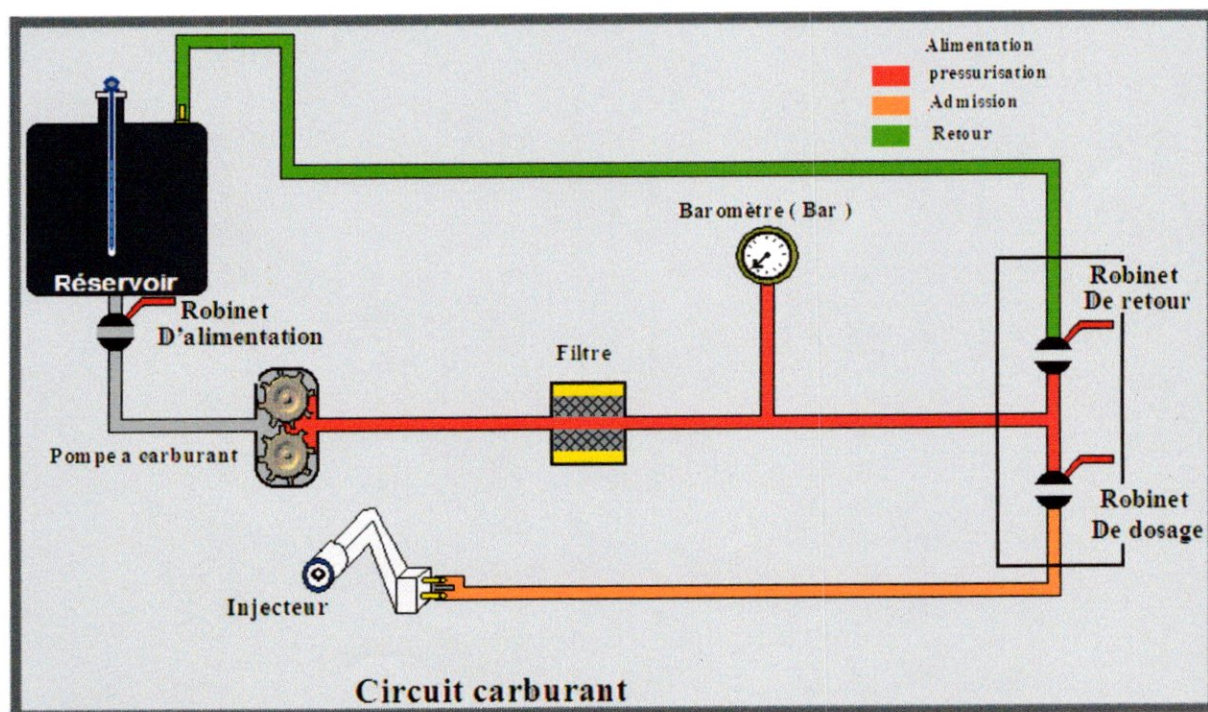 Alimentation
pressurisation
Admission
Retour
Baromètre ( Bar )
Réservoir
Robinet
D'alimentation
Robinet
De retour
Filtre
Pompe a carburant
Robinet
De dosage
Injecteur
Circuit carburant